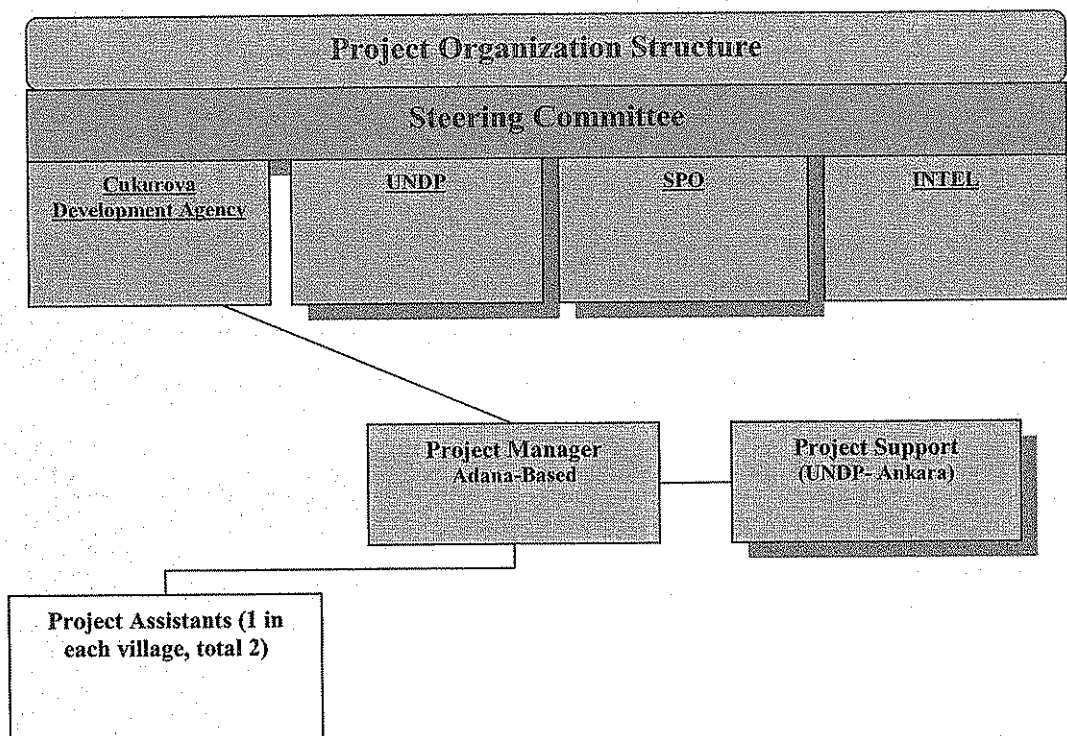 Project Organization Structure
Steering Committee
Cukurova
Development Agency
UNDP
SPO
INTEL
Project Manager
Adana-Based
Project Support
(UNDP- Ankara)
Project Assistants (1 in
each village, total 2)